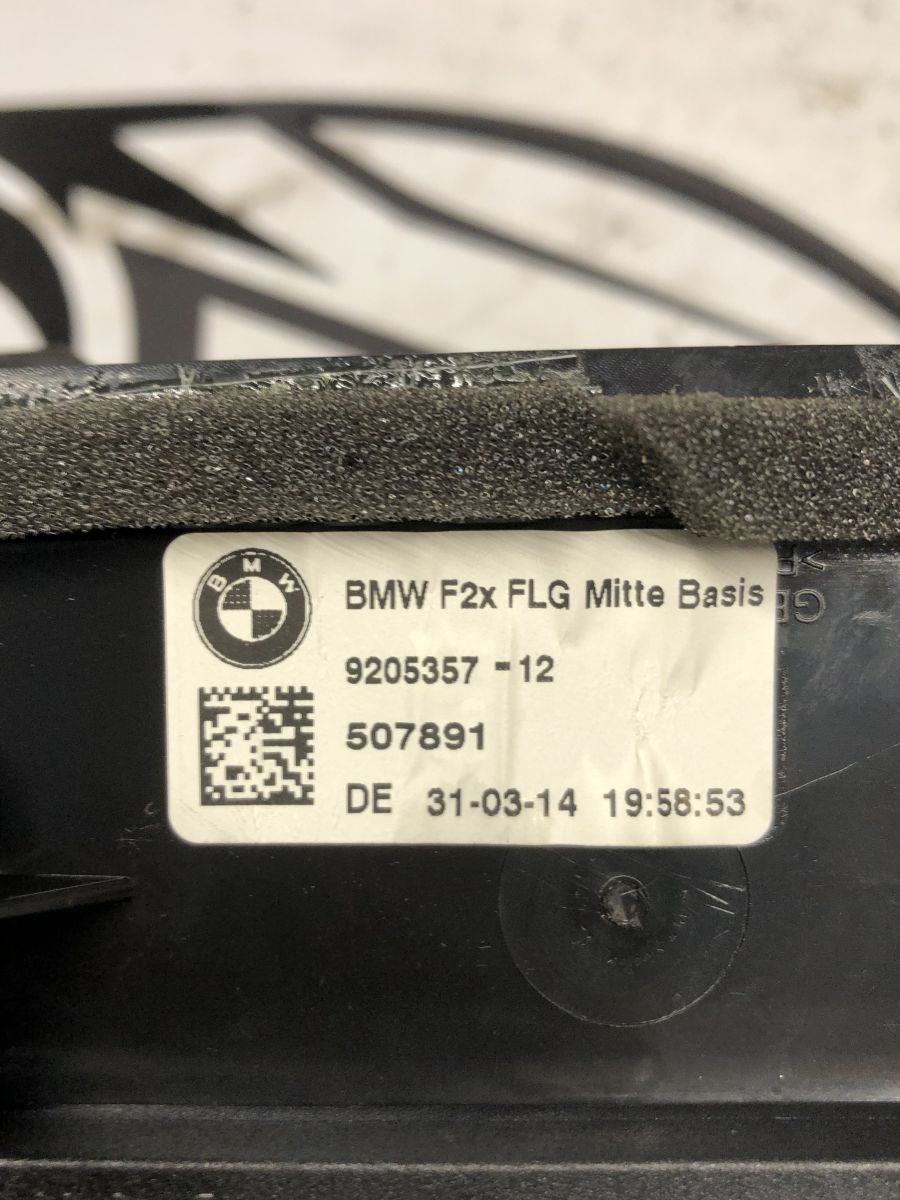 BMW
BMW F2x FLG Mitte Basis
9205357 -12
507891
DE 31-03-14 19:58:53